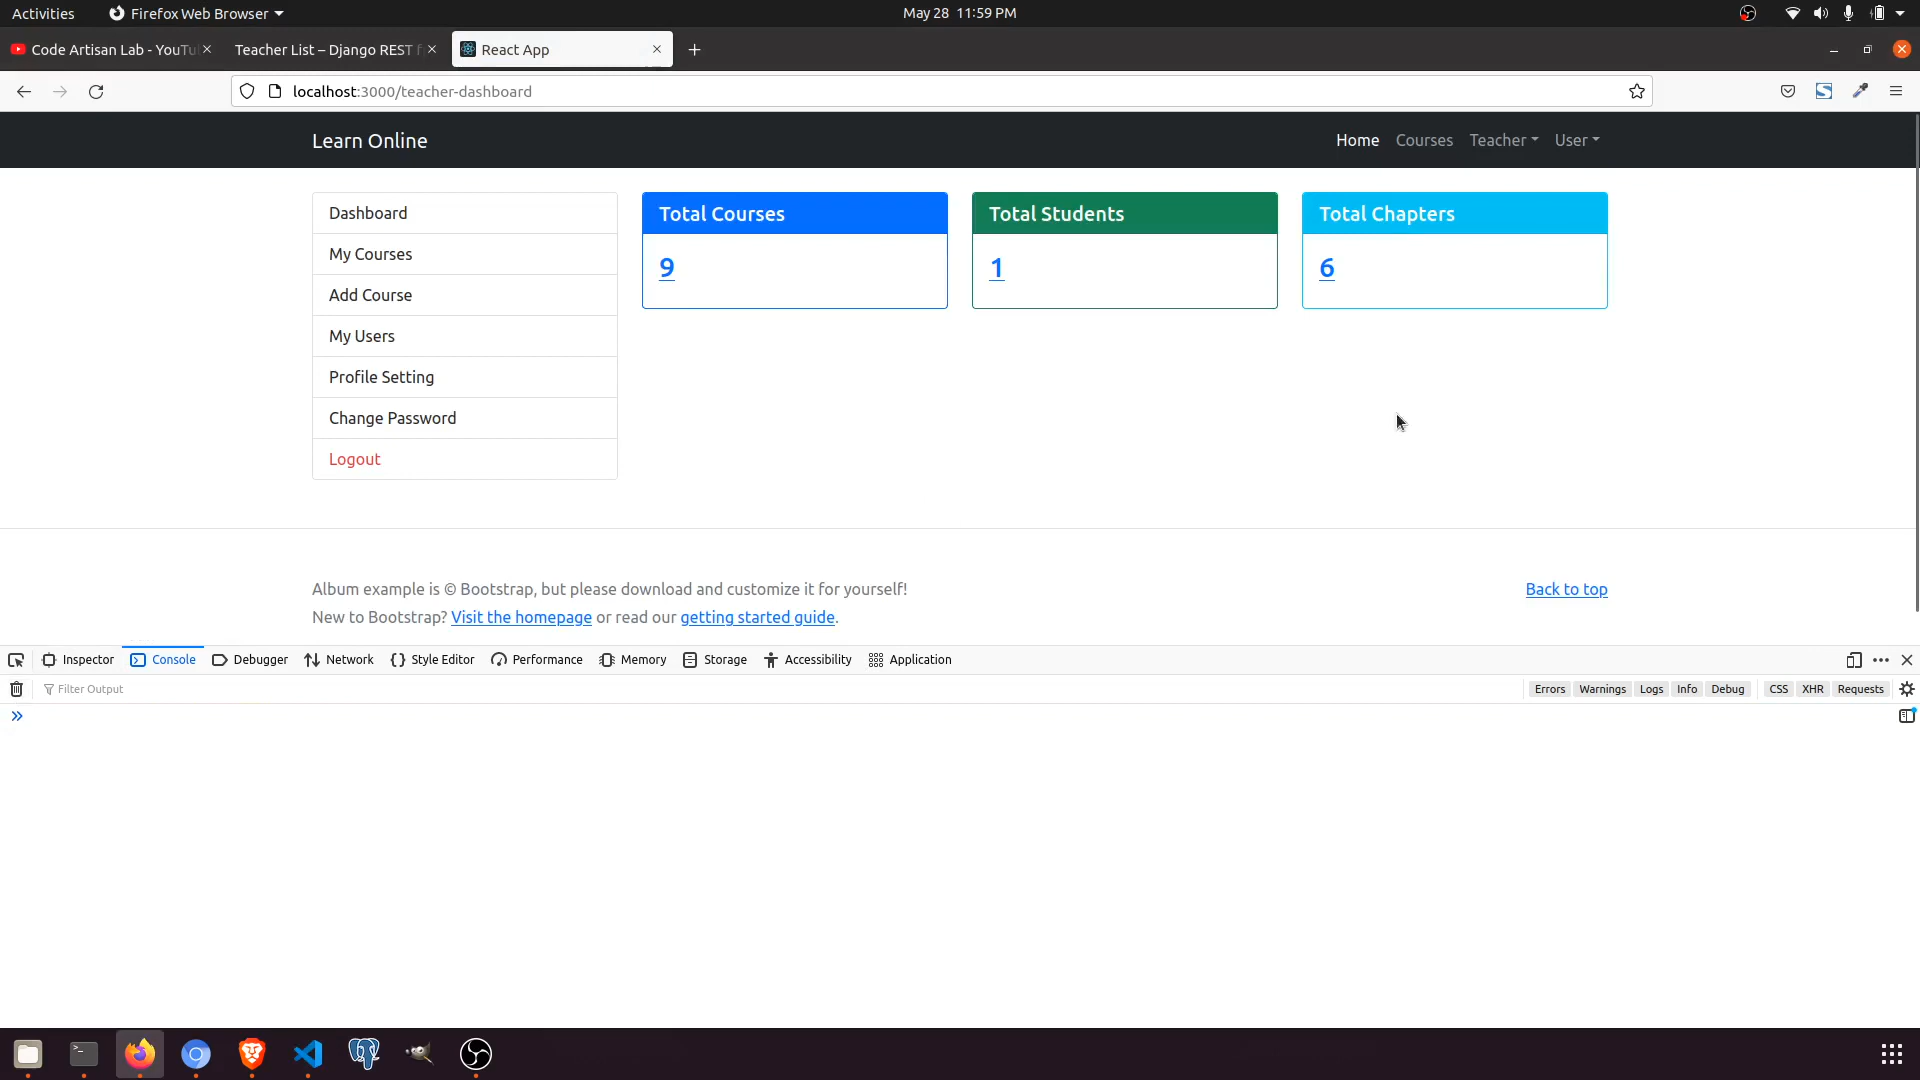 Activities Firefox Web Browser May 28 11:59 PM
Code Artisan Lab - YouTu Teacher List – Django REST f React App
localhost:3000/teacher-dashboard
Learn Online Home Courses Teacher User
Dashboard
My Courses
Add Course
My Users
Profile Setting
Change Password
Logout
Total Courses
9
Total Students
1
Total Chapters
6
Album example is © Bootstrap, but please download and customize it for yourself! Back to top
New to Bootstrap? Visit the homepage or read our getting started guide.
Inspector Console Debugger Network Style Editor Performance Memory Storage Accessibility Application
Filter Output Errors Warnings Logs Info Debug CSS XHR Requests